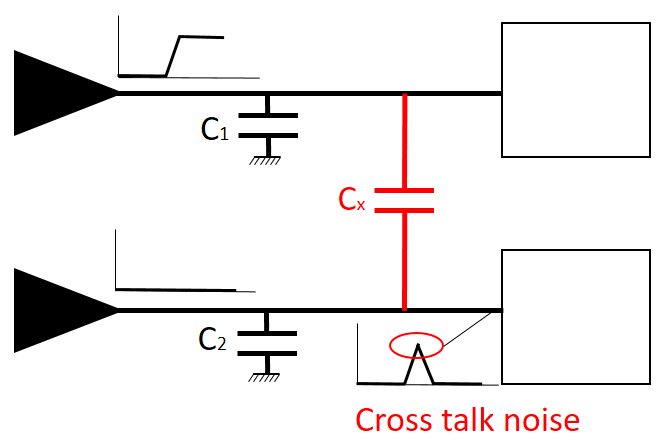 C₁
Cₓ
C₂
Cross talk noise